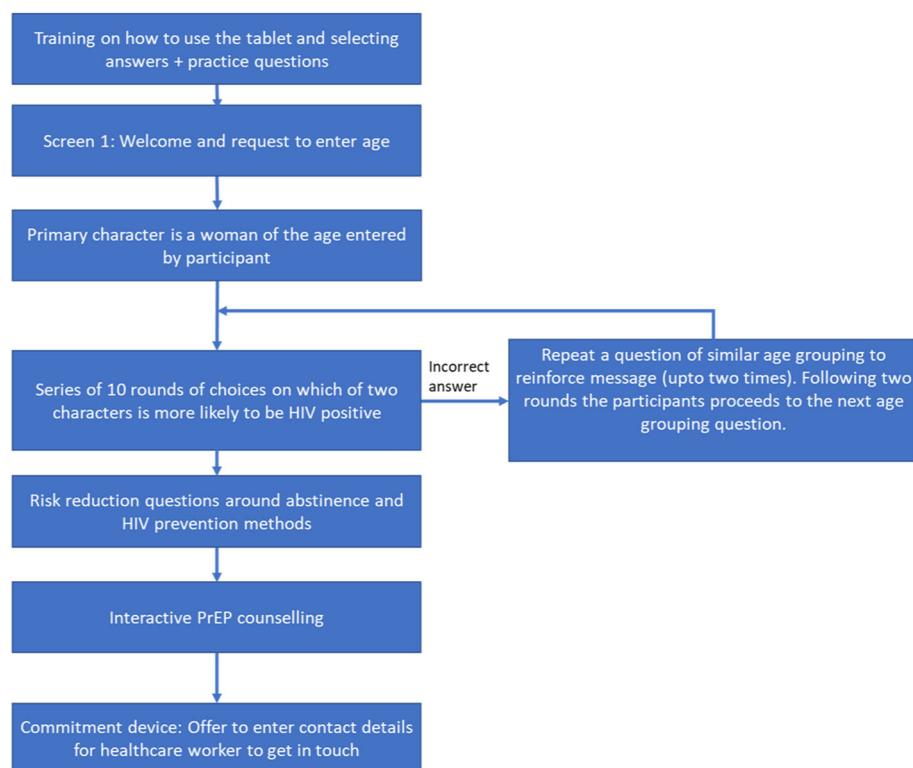 Training on how to use the tablet and selecting
answers + practice questions
Screen 1: Welcome and request to enter age
Primary character is a woman of the age entered
by participant
Series of 10 rounds of choices on which of two
characters is more likely to be HIV positive
Incorrect
answer
Repeat a question of similar age grouping to
reinforce message (upto two times). Following two
rounds the participants proceeds to the next age
grouping question.
Risk reduction questions around abstinence and
HIV prevention methods
Interactive PrEP counselling
Commitment device: Offer to enter contact details
for healthcare worker to get in touch